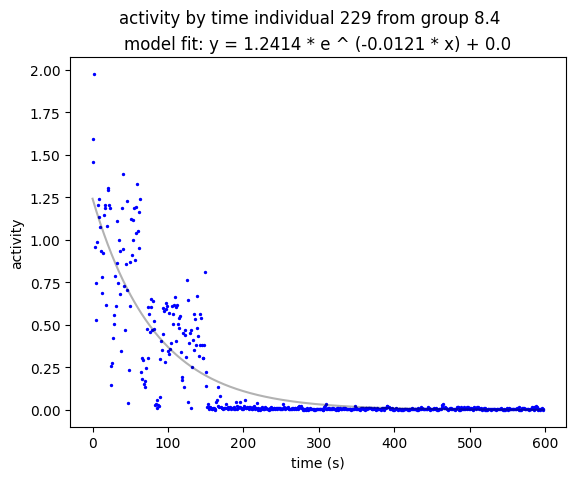 activity by time individual 229 from group 8.4
model fit: y = 1.2414 * e ^ (-0.0121 * x) + 0.0
2.00
1.75
1.50
1.25
1.00
0.75
0.50
0.25
0.00
activity
0 100 200 300 400 500 600
time (s)